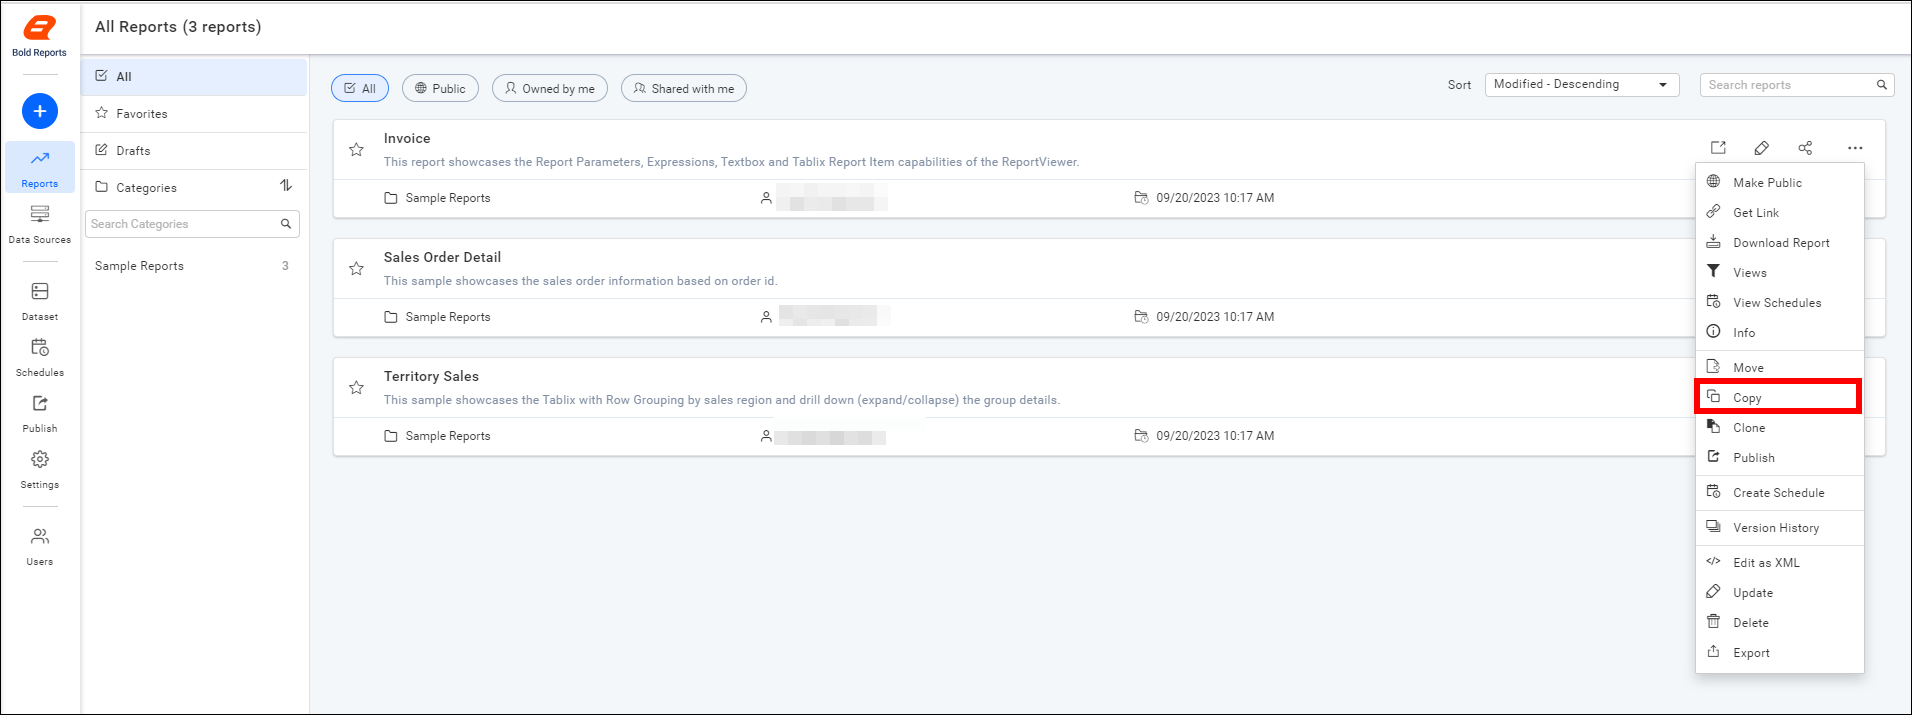 Bold Reports
Reports
Data Sources
Dataset
Schedules
Publish
Settings
Users
All Reports (3 reports)
All
Favorites
Drafts
Categories
Search Categories
Sample Reports 3
All Public Owned by me Shared with me
Sort Modified - Descending Search reports
Invoice
This report showcases the Report Parameters, Expressions, Textbox and Tablix Report Item capabilities of the ReportViewer.
Sample Reports 09/20/2023 10:17 AM
Sales Order Detail
This sample showcases the sales order information based on order id.
Sample Reports 09/20/2023 10:17 AM
Territory Sales
This sample showcases the Tablix with Row Grouping by sales region and drill down (expand/collapse) the group details.
Sample Reports 09/20/2023 10:17 AM
Make Public
Get Link
Download Report
Views
View Schedules
Info
Move
Copy
Clone
Publish
Create Schedule
Version History
Edit as XML
Update
Delete
Export